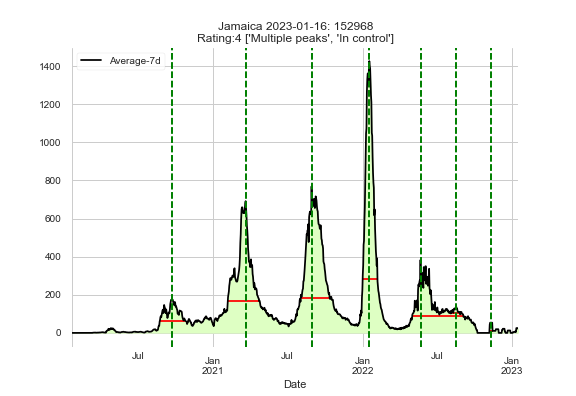 Jamaica 2023-01-16: 152968
Rating:4 ['Multiple peaks', 'In control']
Average-7d
1400
1200
1000
800
600
400
200
0
Jul
Jan
2021
Jul
Jan
2022
Jul
Jan
2023
Date